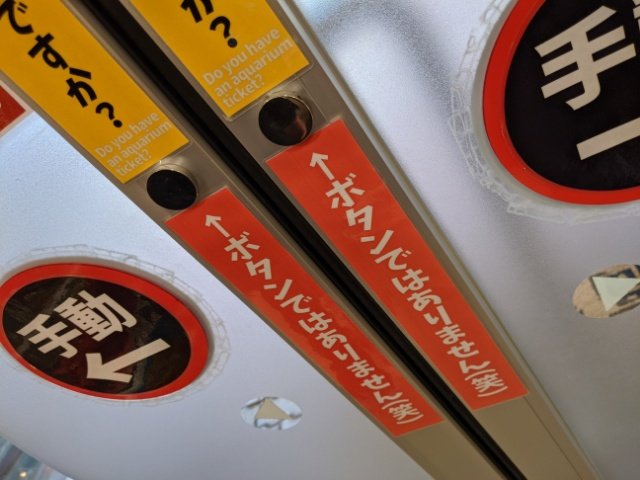 ですか?
Do you have
an aquarium
ticket?
か?
Do you have
an aquarium
ticket?
←ボタンではありません(笑)
←ボタンではありません(笑)
手動
←
手